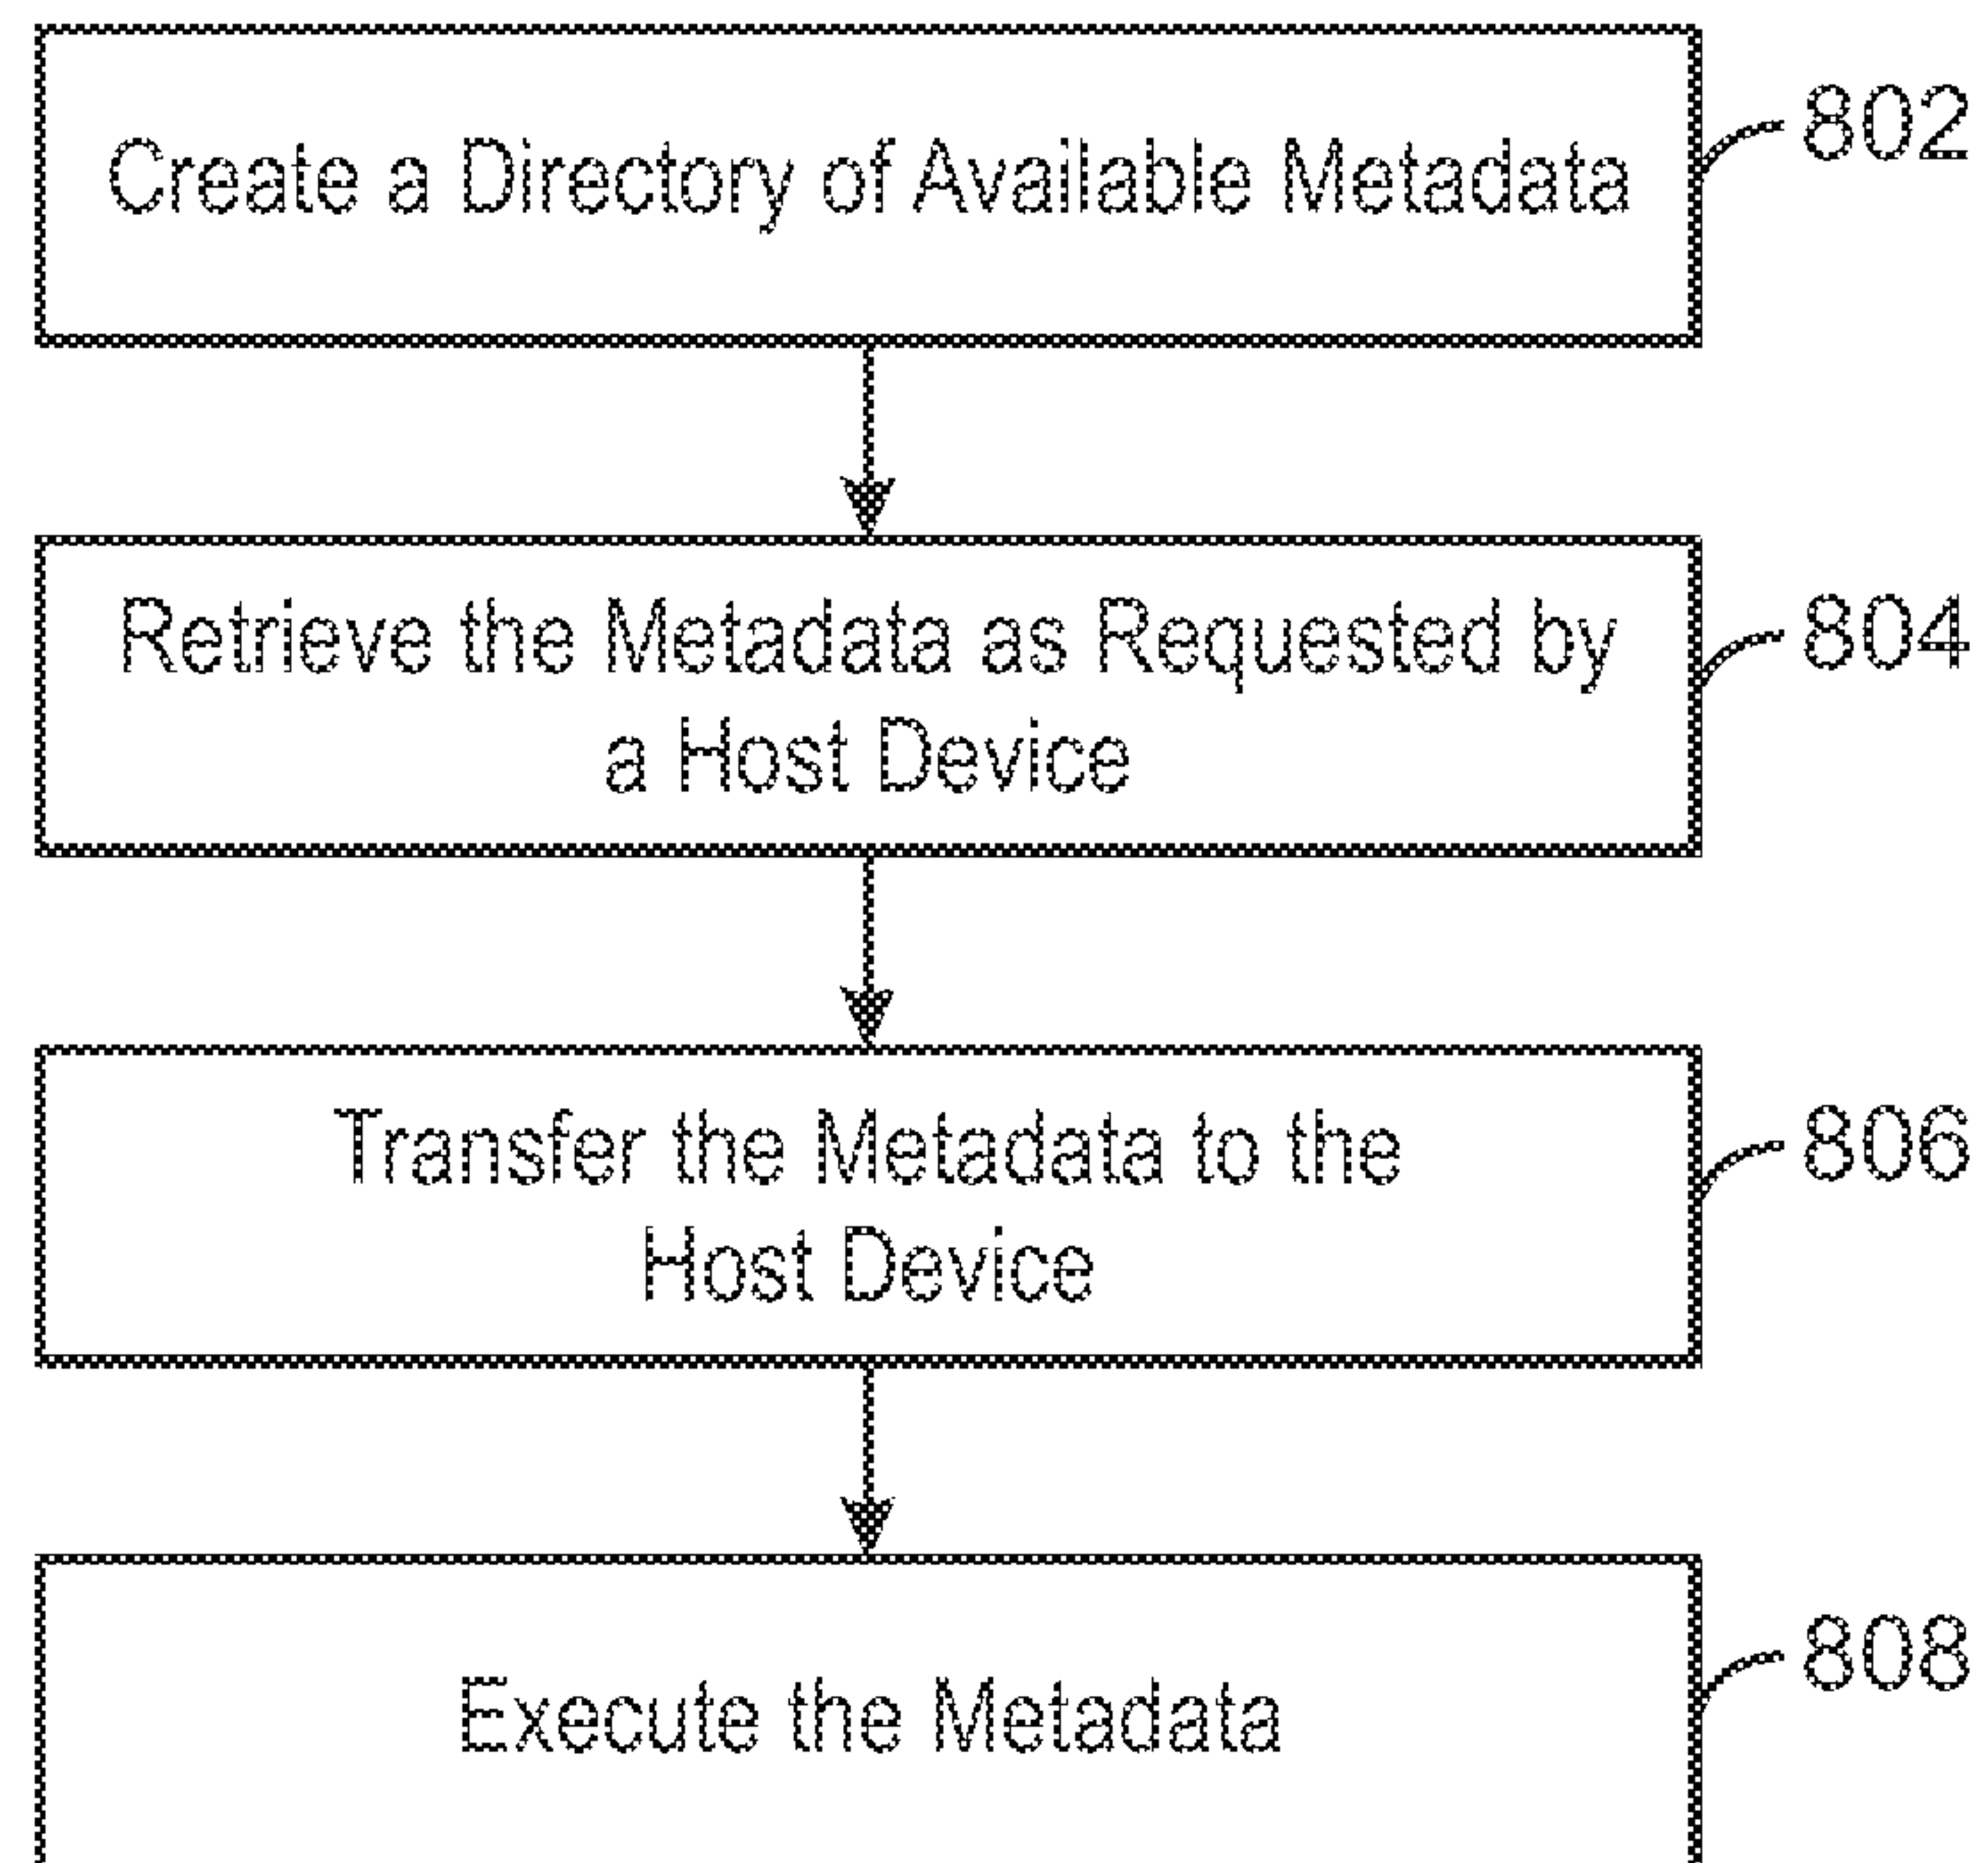 Create a Directory of Available Metadata
802
Retrieve the Metadata as Requested by
a Host Device
804
Transfer the Metadata to the
Host Device
806
Execute the Metadata
808